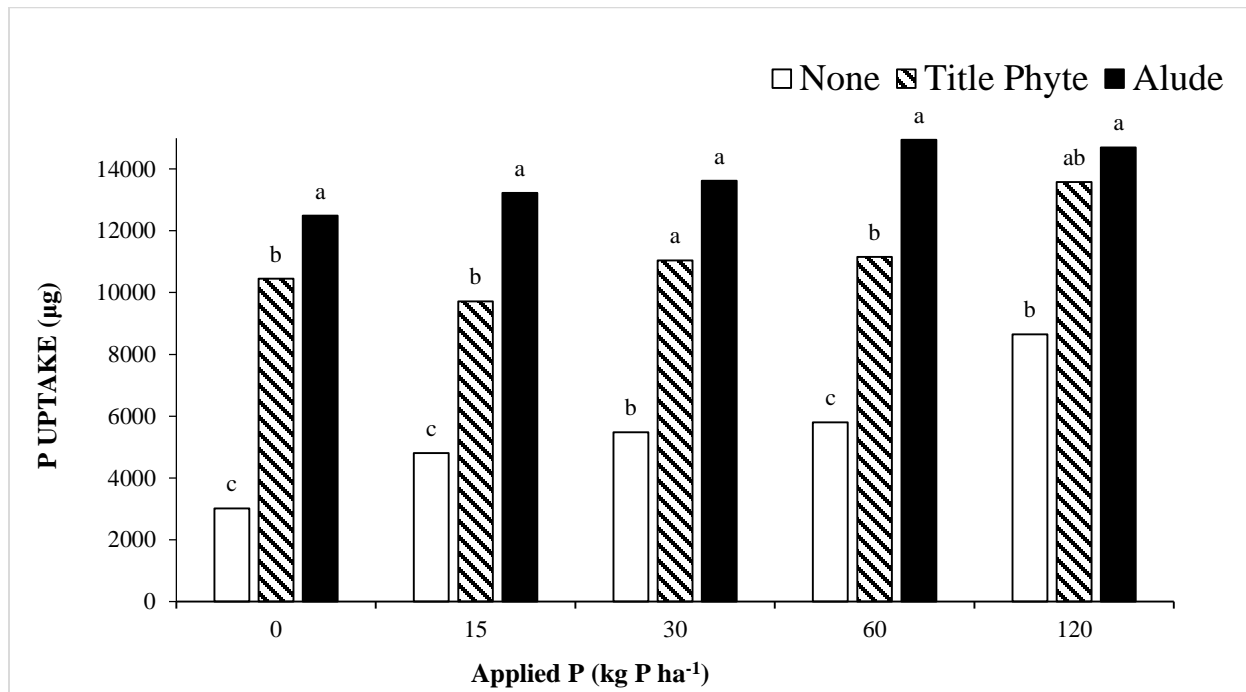 None Title Phyte Alude
a
a
a
a
a
14000
12000
10000
8000
6000
4000
2000
0
P UPTAKE (µg)
b
b
a
b
ab
c
c
b
c
b
0 15 30 60 120
Applied P (kg P ha⁻¹)